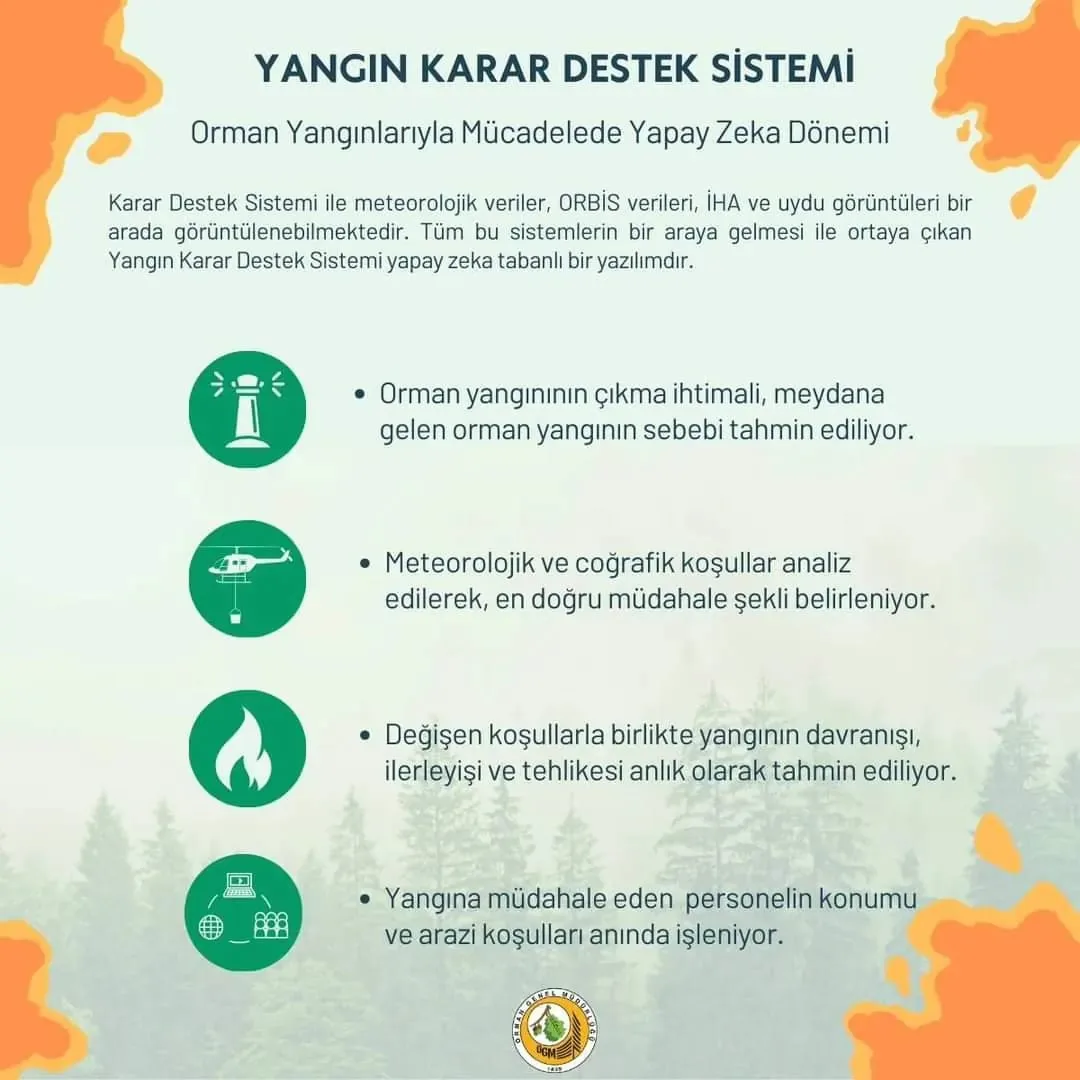 YANGIN KARAR DESTEK SİSTEMİ
Orman Yangınlarıyla Mücadelede Yapay Zeka Dönemi
Karar Destek Sistemi ile meteorolojik veriler, ORBİS verileri, İHA ve uydu görüntüleri bir
arada görüntülenebilmektedir. Tüm bu sistemlerin bir araya gelmesi ile ortaya çıkan
Yangın Karar Destek Sistemi yapay zeka tabanlı bir yazılımdır.
• Orman yangınının çıkma ihtimali, meydana
gelen orman yangının sebebi tahmin ediliyor.
• Meteorolojik ve coğrafik koşullar analiz
edilerek, en doğru müdahale şekli belirleniyor.
• Değişen koşullarla birlikte yangının davranışı,
ilerleyişi ve tehlikesi anlık olarak tahmin ediliyor.
• Yangına müdahale eden personelin konumu
ve arazi koşulları anında işleniyor.
ORMAN GENEL MÜDÜRLÜĞÜ
OGM
1839